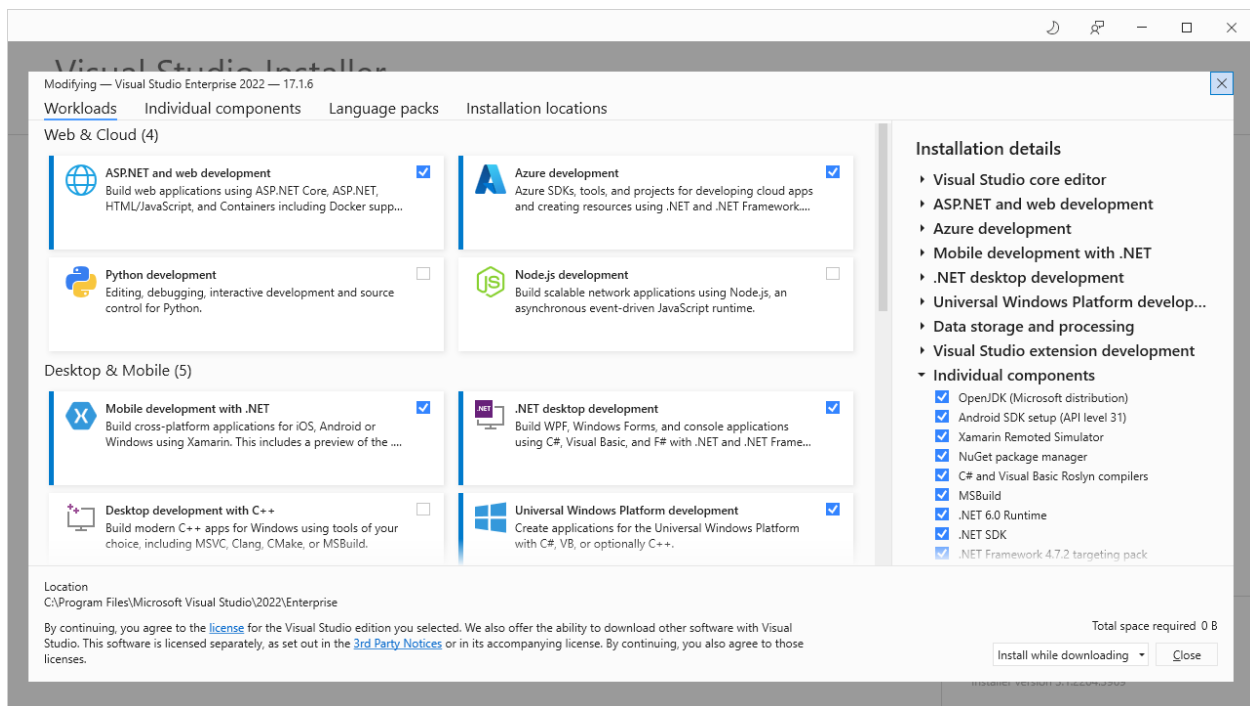 Visual Studio Installer
Modifying — Visual Studio Enterprise 2022 — 17.1.6
Workloads
Individual components
Language packs
Installation locations
Web & Cloud (4)
ASP.NET and web development
Build web applications using ASP.NET Core, ASP.NET,
HTML/JavaScript, and Containers including Docker supp...
Azure development
Azure SDKs, tools, and projects for developing cloud apps
and creating resources using .NET and .NET Framework....
Python development
Editing, debugging, interactive development and source
control for Python.
JS
Node.js development
Build scalable network applications using Node.js, an
asynchronous event-driven JavaScript runtime.
Desktop & Mobile (5)
Mobile development with .NET
Build cross-platform applications for iOS, Android or
Windows using Xamarin. This includes a preview of the ....
.NET
.NET desktop development
Build WPF, Windows Forms, and console applications
using C#, Visual Basic, and F# with .NET and .NET Frame...
Desktop development with C++
Build modern C++ apps for Windows using tools of your
choice, including MSVC, Clang, CMake, or MSBuild.
Universal Windows Platform development
Create applications for the Universal Windows Platform
with C#, VB, or optionally C++.
Installation details
Visual Studio core editor
ASP.NET and web development
Azure development
Mobile development with .NET
.NET desktop development
Universal Windows Platform develop...
Data storage and processing
Visual Studio extension development
Individual components
OpenJDK (Microsoft distribution)
Android SDK setup (API level 31)
Xamarin Remoted Simulator
NuGet package manager
C# and Visual Basic Roslyn compilers
MSBuild
.NET 6.0 Runtime
.NET SDK
.NET Framework 4.7.2 targeting pack
Location
C:\Program Files\Microsoft Visual Studio\2022\Enterprise
By continuing, you agree to the license for the Visual Studio edition you selected. We also offer the ability to download other software with Visual
Studio. This software is licensed separately, as set out in the 3rd Party Notices or in its accompanying license. By continuing, you also agree to those
licenses.
Total space required 0 B
Install while downloading
Close